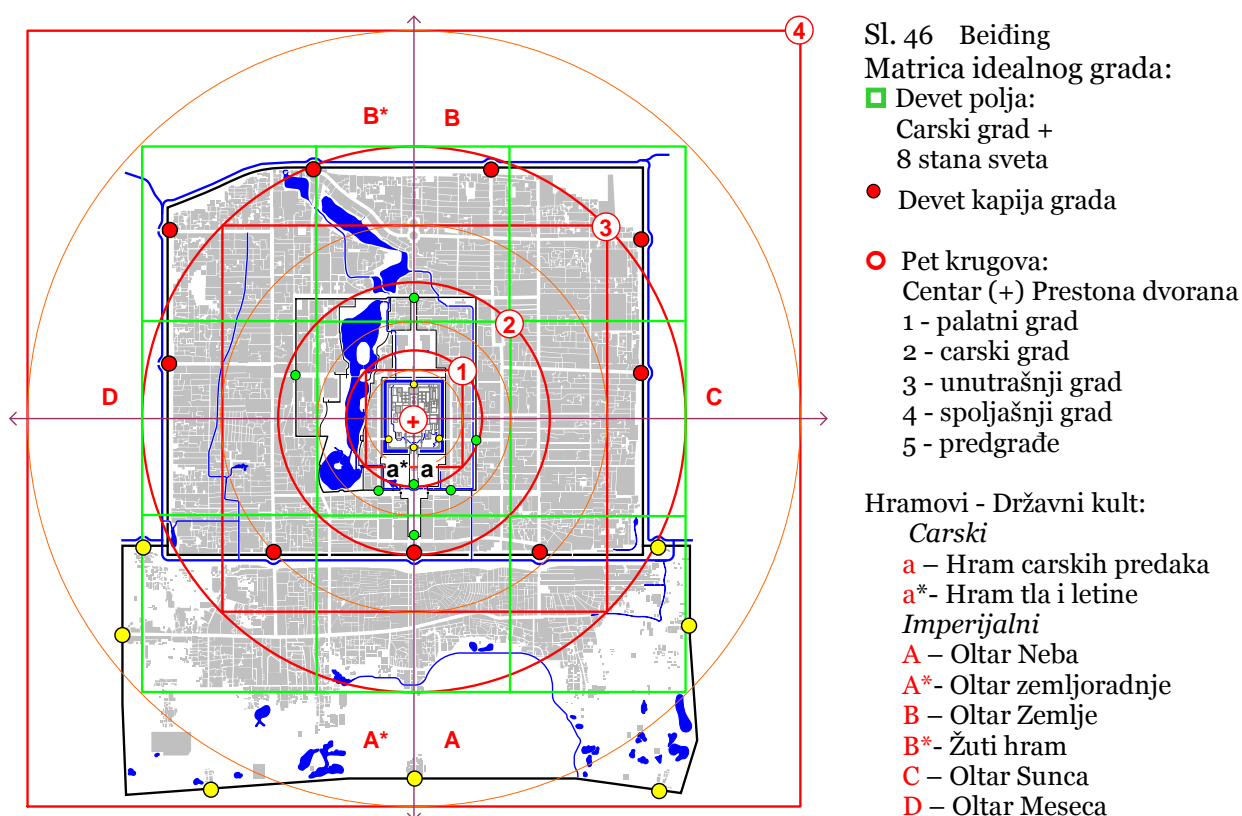 4
B* B
3
2
1
D
C
+
a* a
A* A
Sl. 46 Beiđing
Matrica idealnog grada:
Devet polja:
Carski grad +
8 stana sveta
Devet kapija grada
Pet krugova:
Centar (+) Prestona dvorana
1 - palatni grad
2 - carski grad
3 - unutrašnji grad
4 - spoljašnji grad
5 - predgrađe
Hramovi - Državni kult:
Carski
a – Hram carskih predaka
a*- Hram tla i letine
Imperijalni
A – Oltar Neba
A*- Oltar zemljoradnje
B – Oltar Zemlje
B*- Žuti hram
C – Oltar Sunca
D – Oltar Meseca